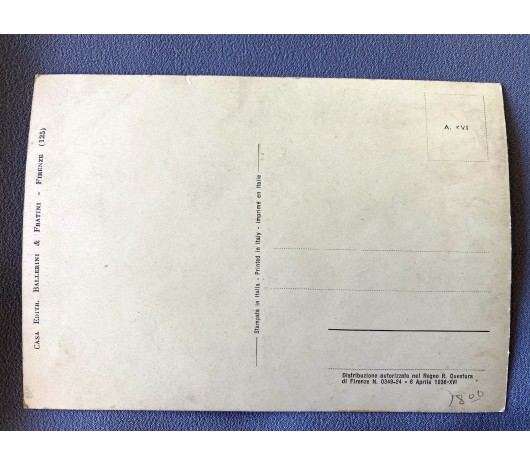 CASA EDITR. BALLERINI & FRATINI - FIRENZE (125)
Stampata in Italia - Printed in Italy - Imprimé en Italie
A. XVI
Distribuzione autorizzata nel Regno R. Questura
di Firenze N. 0349-24 - 6 Aprile 1938-XVI
1800